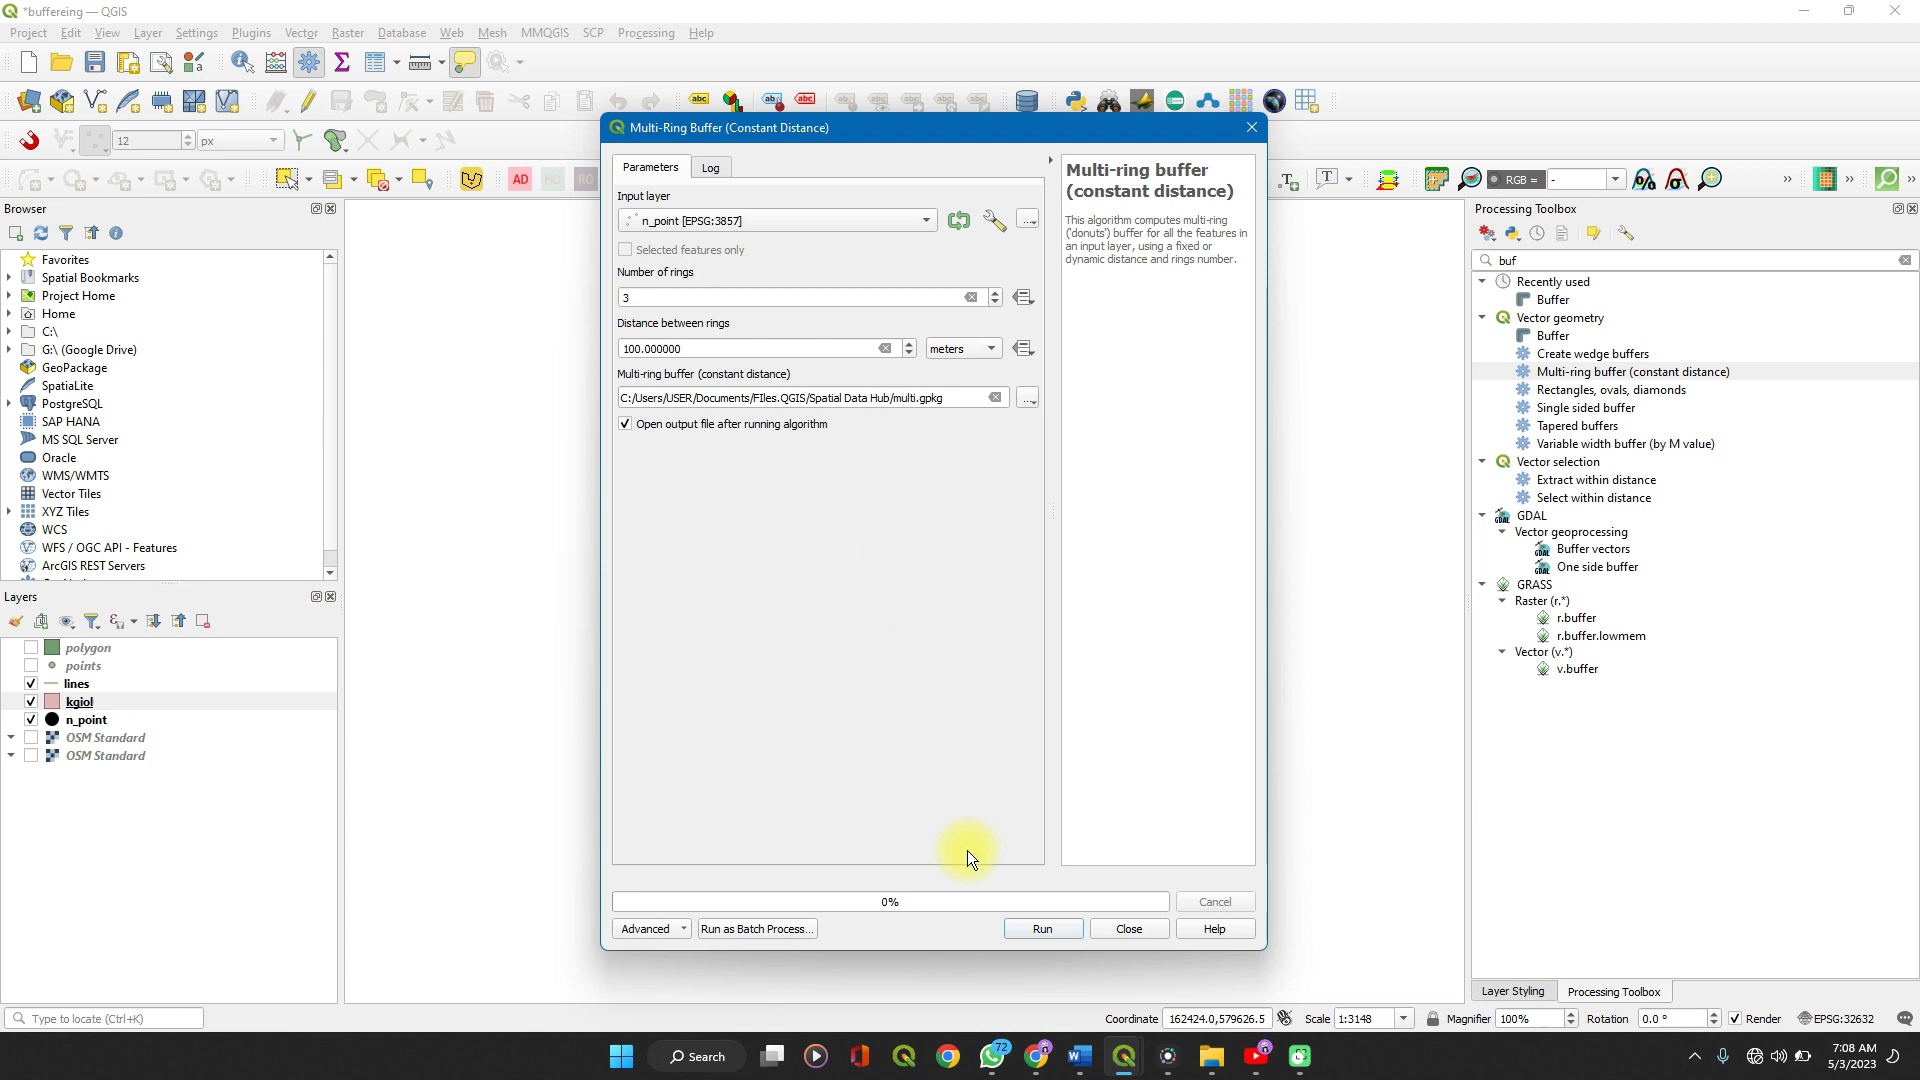 *buffereing — QGIS
Project Edit View Layer Settings Plugins Vector Raster Database Web Mesh MMQGIS SCP Processing Help
abc abc abc
12 px
AD MO RO
T T RGB = -
Multi-Ring Buffer (Constant Distance)
Parameters Log
Input layer
n_point [EPSG:3857]
Selected features only
Number of rings
3
Distance between rings
100.000000 meters
Multi-ring buffer (constant distance)
C:/Users/USER/Documents/FIles.QGIS/Spatial Data Hub/multi.gpkg
Open output file after running algorithm
Multi-ring buffer
(constant distance)
This algorithm computes multi-ring
('donuts') buffer for all the features in
an input layer, using a fixed or
dynamic distance and rings number.
0% Cancel
Advanced Run as Batch Process... Run Close Help
Browser
Favorites
Spatial Bookmarks
Project Home
Home
C:\
G:\ (Google Drive)
GeoPackage
SpatiaLite
PostgreSQL
SAP HANA
MS SQL Server
Oracle
WMS/WMTS
Vector Tiles
XYZ Tiles
WCS
WFS / OGC API - Features
ArcGIS REST Servers
Layers
polygon
points
lines
kgiol
n_point
OSM Standard
OSM Standard
Processing Toolbox
buf
Recently used
Buffer
Vector geometry
Buffer
Create wedge buffers
Multi-ring buffer (constant distance)
Rectangles, ovals, diamonds
Single sided buffer
Tapered buffers
Variable width buffer (by M value)
Vector selection
Extract within distance
Select within distance
GDAL
Vector geoprocessing
Buffer vectors
One side buffer
GRASS
Raster (r.*)
r.buffer
r.buffer.lowmem
Vector (v.*)
v.buffer
Layer Styling Processing Toolbox
Type to locate (Ctrl+K) Coordinate 162424.0,579626.5 Scale 1:3148 Magnifier 100% Rotation 0.0 ° Render EPSG:32632
Search 72 7:08 AM
5/3/2023